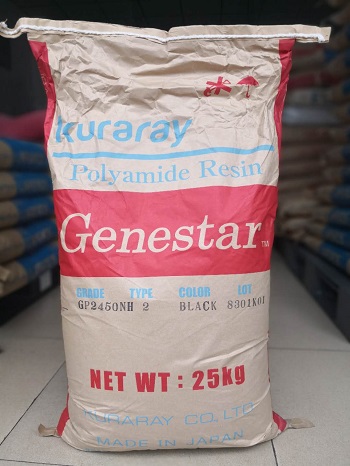 kuraray
Polyamide Resin
Genestar™
GRADE TYPE COLOR LOT
GP2450NH 2 BLACK 8301K01
NET WT : 25kg
KURARAY CO., LTD.
MADE IN JAPAN